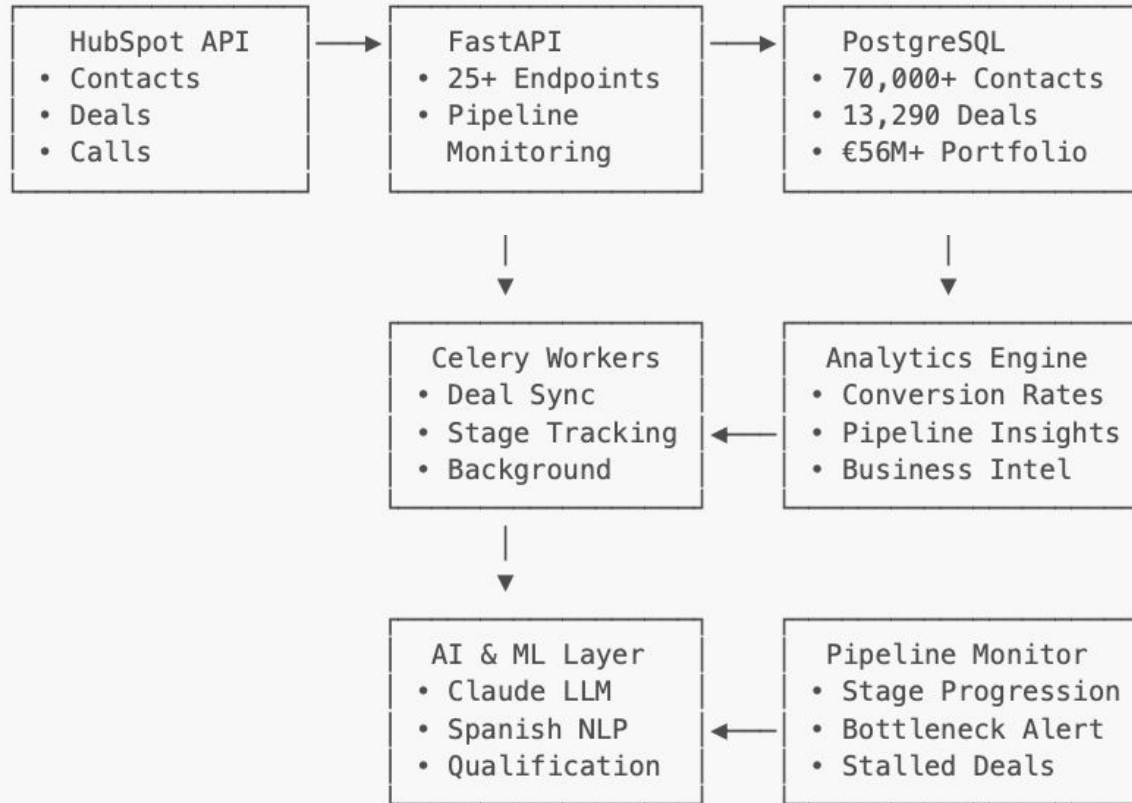 HubSpot API
• Contacts
• Deals
• Calls
FastAPI
• 25+ Endpoints
• Pipeline
Monitoring
PostgreSQL
• 70,000+ Contacts
• 13,290 Deals
• €56M+ Portfolio
Celery Workers
• Deal Sync
• Stage Tracking
• Background
Analytics Engine
• Conversion Rates
• Pipeline Insights
• Business Intel
AI & ML Layer
• Claude LLM
• Spanish NLP
• Qualification
Pipeline Monitor
• Stage Progression
• Bottleneck Alert
• Stalled Deals